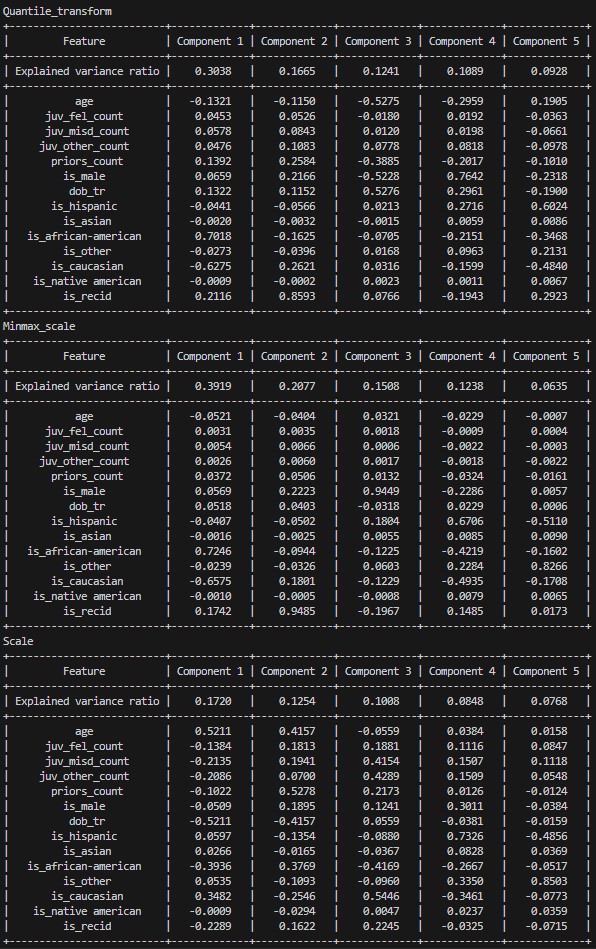 Quantile_transform
+----------------------------+-------------+-------------+-------------+-------------+-------------+
| Feature | Component 1 | Component 2 | Component 3 | Component 4 | Component 5 |
+----------------------------+-------------+-------------+-------------+-------------+-------------+
| Explained variance ratio | 0.3038 | 0.1665 | 0.1241 | 0.1089 | 0.0928 |
+----------------------------+-------------+-------------+-------------+-------------+-------------+
| age | -0.1321 | -0.1150 | -0.5275 | -0.2959 | 0.1905 |
| juv_fel_count | 0.0453 | 0.0526 | -0.0180 | 0.0192 | -0.0363 |
| juv_misd_count | 0.0578 | 0.0843 | 0.0120 | 0.0198 | -0.0661 |
| juv_other_count | 0.0476 | 0.1083 | 0.0778 | 0.0818 | -0.0978 |
| priors_count | 0.1392 | 0.2584 | -0.3885 | -0.2017 | -0.1010 |
| is_male | 0.0659 | 0.2166 | -0.5228 | 0.7642 | -0.2318 |
| dob_tr | 0.1322 | 0.1152 | 0.5276 | 0.2961 | -0.1900 |
| is_hispanic | -0.0441 | -0.0566 | 0.0213 | 0.2716 | 0.6024 |
| is_asian | -0.0020 | -0.0032 | -0.0015 | 0.0059 | 0.0086 |
| is_african-american | 0.7018 | -0.1625 | -0.0705 | -0.2151 | -0.3468 |
| is_other | -0.0273 | -0.0396 | 0.0168 | 0.0963 | 0.2131 |
| is_caucasian | -0.6275 | 0.2621 | 0.0316 | -0.1599 | -0.4840 |
| is_native american | -0.0009 | -0.0002 | 0.0023 | 0.0011 | 0.0067 |
| is_recid | 0.2116 | 0.8593 | 0.0766 | -0.1943 | 0.2923 |
+----------------------------+-------------+-------------+-------------+-------------+-------------+
Minmax_scale
+----------------------------+-------------+-------------+-------------+-------------+-------------+
| Feature | Component 1 | Component 2 | Component 3 | Component 4 | Component 5 |
+----------------------------+-------------+-------------+-------------+-------------+-------------+
| Explained variance ratio | 0.3919 | 0.2077 | 0.1508 | 0.1238 | 0.0635 |
+----------------------------+-------------+-------------+-------------+-------------+-------------+
| age | -0.0521 | -0.0404 | 0.0321 | -0.0229 | -0.0007 |
| juv_fel_count | 0.0031 | 0.0035 | 0.0018 | -0.0009 | 0.0004 |
| juv_misd_count | 0.0054 | 0.0066 | 0.0006 | -0.0022 | -0.0003 |
| juv_other_count | 0.0026 | 0.0060 | 0.0017 | -0.0018 | -0.0022 |
| priors_count | 0.0372 | 0.0506 | 0.0132 | -0.0324 | -0.0161 |
| is_male | 0.0569 | 0.2223 | 0.9449 | -0.2286 | 0.0057 |
| dob_tr | 0.0518 | 0.0403 | -0.0318 | 0.0229 | 0.0006 |
| is_hispanic | -0.0407 | -0.0502 | 0.1804 | 0.6706 | -0.5110 |
| is_asian | -0.0016 | -0.0025 | 0.0055 | 0.0085 | 0.0090 |
| is_african-american | 0.7246 | -0.0944 | -0.1225 | -0.4219 | -0.1602 |
| is_other | -0.0239 | -0.0326 | 0.0603 | 0.2284 | 0.8266 |
| is_caucasian | -0.6575 | 0.1801 | -0.1229 | -0.4935 | -0.1708 |
| is_native american | -0.0010 | -0.0005 | -0.0008 | 0.0079 | 0.0065 |
| is_recid | 0.1742 | 0.9485 | -0.1967 | 0.1485 | 0.0173 |
+----------------------------+-------------+-------------+-------------+-------------+-------------+
Scale
+----------------------------+-------------+-------------+-------------+-------------+-------------+
| Feature | Component 1 | Component 2 | Component 3 | Component 4 | Component 5 |
+----------------------------+-------------+-------------+-------------+-------------+-------------+
| Explained variance ratio | 0.1720 | 0.1254 | 0.1008 | 0.0848 | 0.0768 |
+----------------------------+-------------+-------------+-------------+-------------+-------------+
| age | 0.5211 | 0.4157 | -0.0559 | 0.0384 | 0.0158 |
| juv_fel_count | -0.1384 | 0.1813 | 0.1881 | 0.1116 | 0.0847 |
| juv_misd_count | -0.2135 | 0.1941 | 0.4154 | 0.1507 | 0.1118 |
| juv_other_count | -0.2086 | 0.0700 | 0.4289 | 0.1509 | 0.0548 |
| priors_count | -0.1022 | 0.5278 | 0.2173 | 0.0126 | -0.0124 |
| is_male | -0.0509 | 0.1895 | 0.1241 | 0.3011 | -0.0384 |
| dob_tr | -0.5211 | -0.4157 | 0.0559 | -0.0381 | -0.0159 |
| is_hispanic | 0.0597 | -0.1354 | -0.0880 | 0.7326 | -0.4856 |
| is_asian | 0.0266 | -0.0165 | -0.0367 | 0.0828 | 0.0369 |
| is_african-american | -0.3936 | 0.3769 | -0.4169 | -0.2667 | -0.0517 |
| is_other | 0.0535 | -0.1093 | -0.0960 | 0.3350 | 0.8503 |
| is_caucasian | 0.3482 | -0.2546 | 0.5446 | -0.3461 | -0.0773 |
| is_native american | -0.0009 | -0.0294 | 0.0047 | 0.0237 | 0.0359 |
| is_recid | -0.2289 | 0.1622 | 0.2245 | -0.0325 | -0.0715 |
+----------------------------+-------------+-------------+-------------+-------------+-------------+